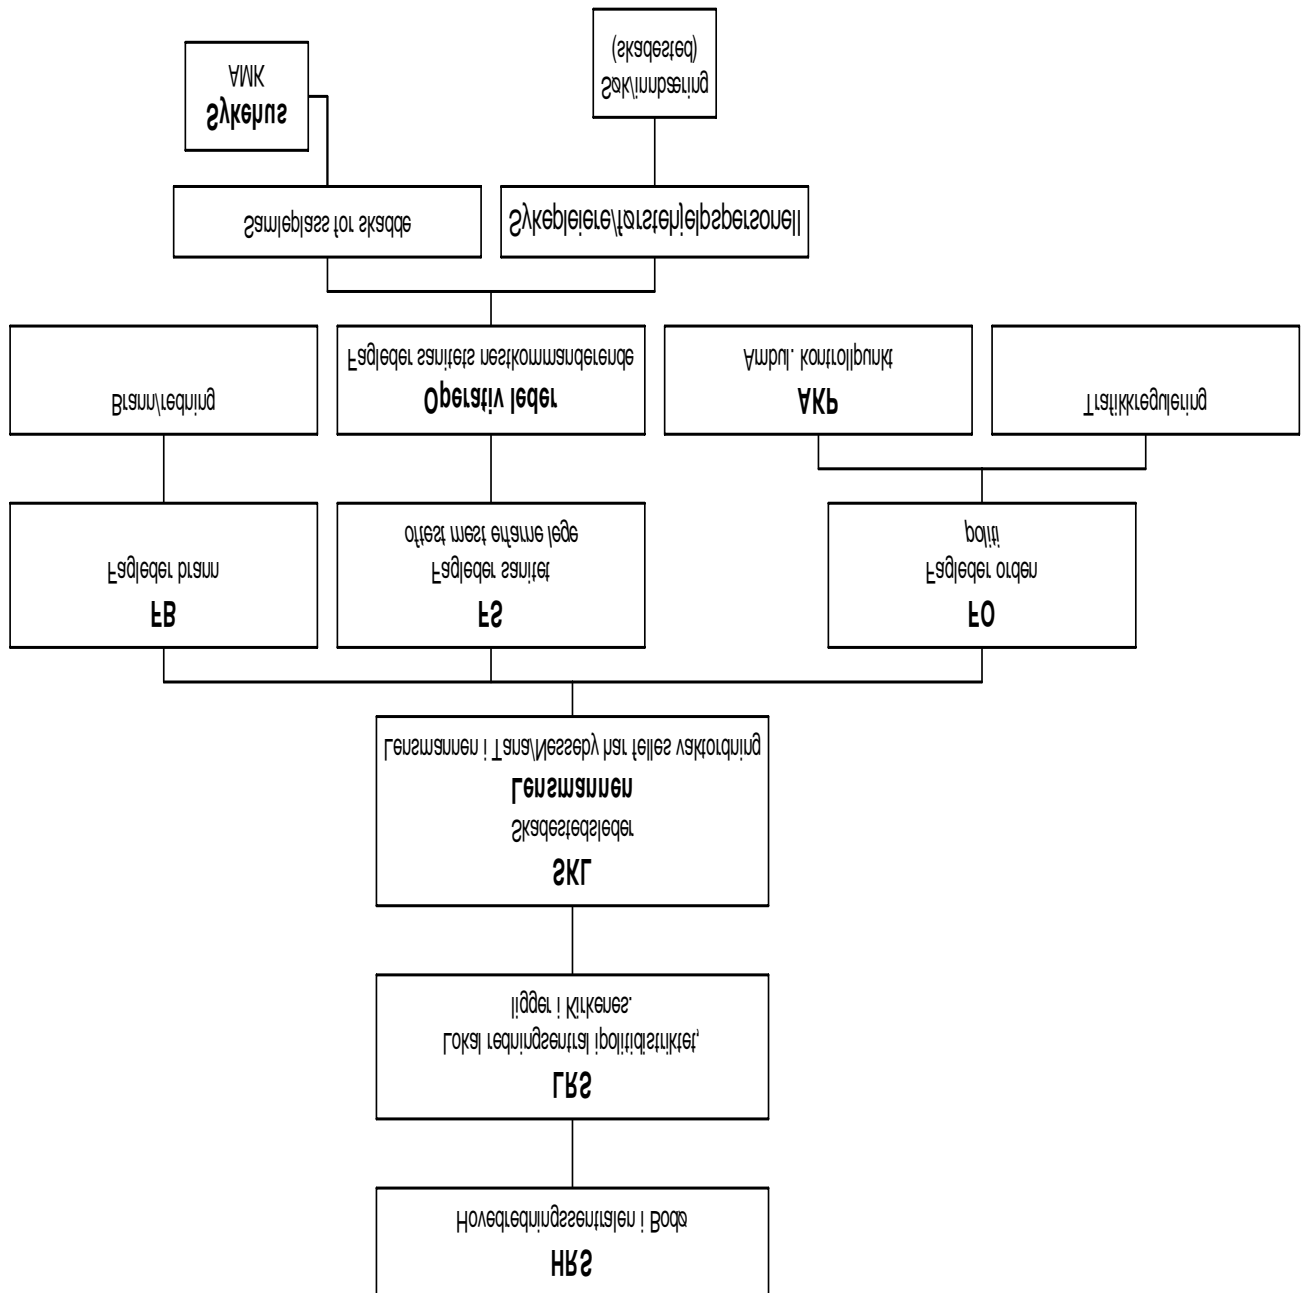 HRS
Hovedredningssentralen i Bodø
LRS
Lokal redningsentral ipolitidistriktet,
ligger i Kirkenes.
SKL
Skadestedsleder
Lensmannen
Lensmannen i Tana/Nesseby har felles vaktordning
FB
Fagleder brann
FS
Fagleder sanitet
oftest mest erfarne lege
FO
Fagleder orden
politi
Brann/redning
Operativ leder
Fagleder sanitets nestkommanderende
AKP
Ambul. kontrollpunkt
Trafikkregulering
Samleplass for skadde
Sykepleiere/førstehjelpspersonell
Sykehus
AMK
Søk/innbæring
(skadested)